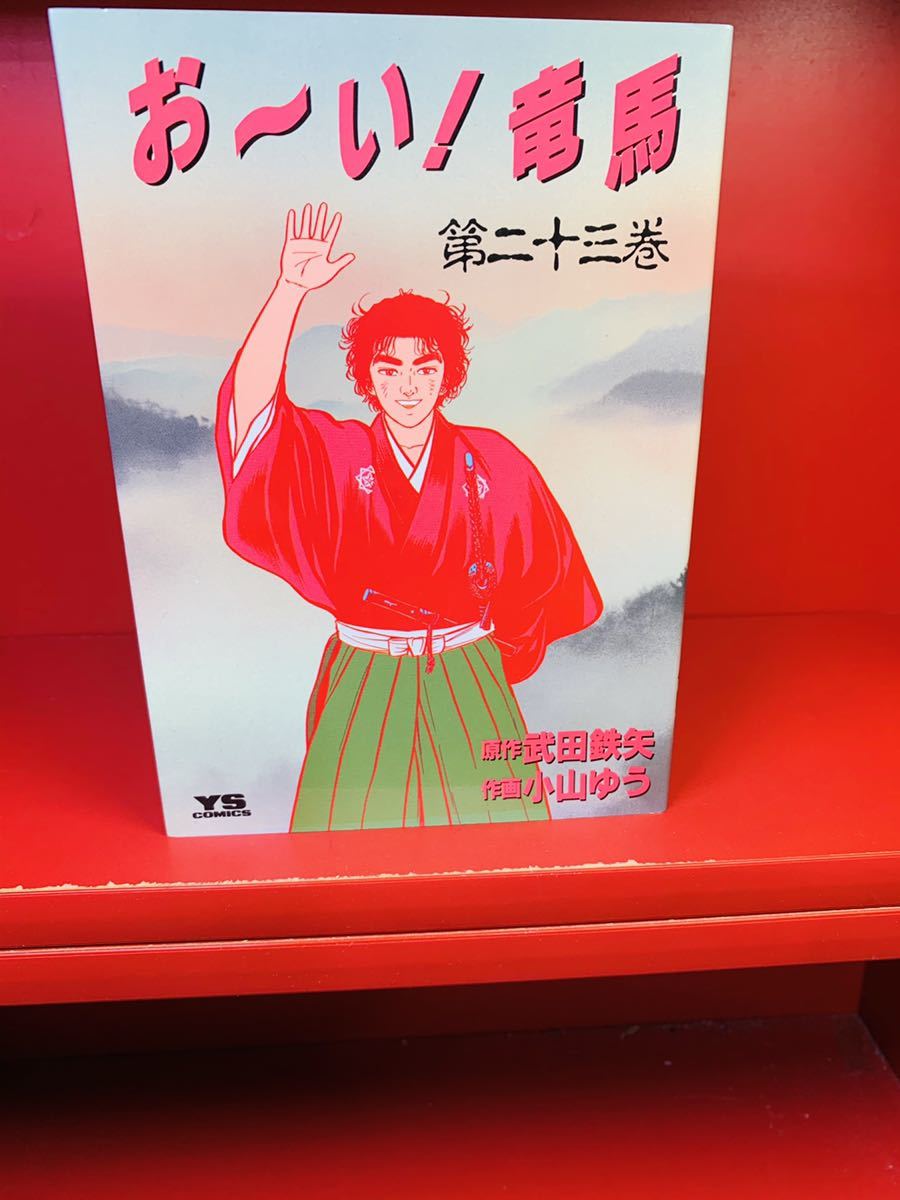 お〜い!竜馬
第二十三巻
原作 武田鉄矢
作画 小山ゆう
YS
COMICS